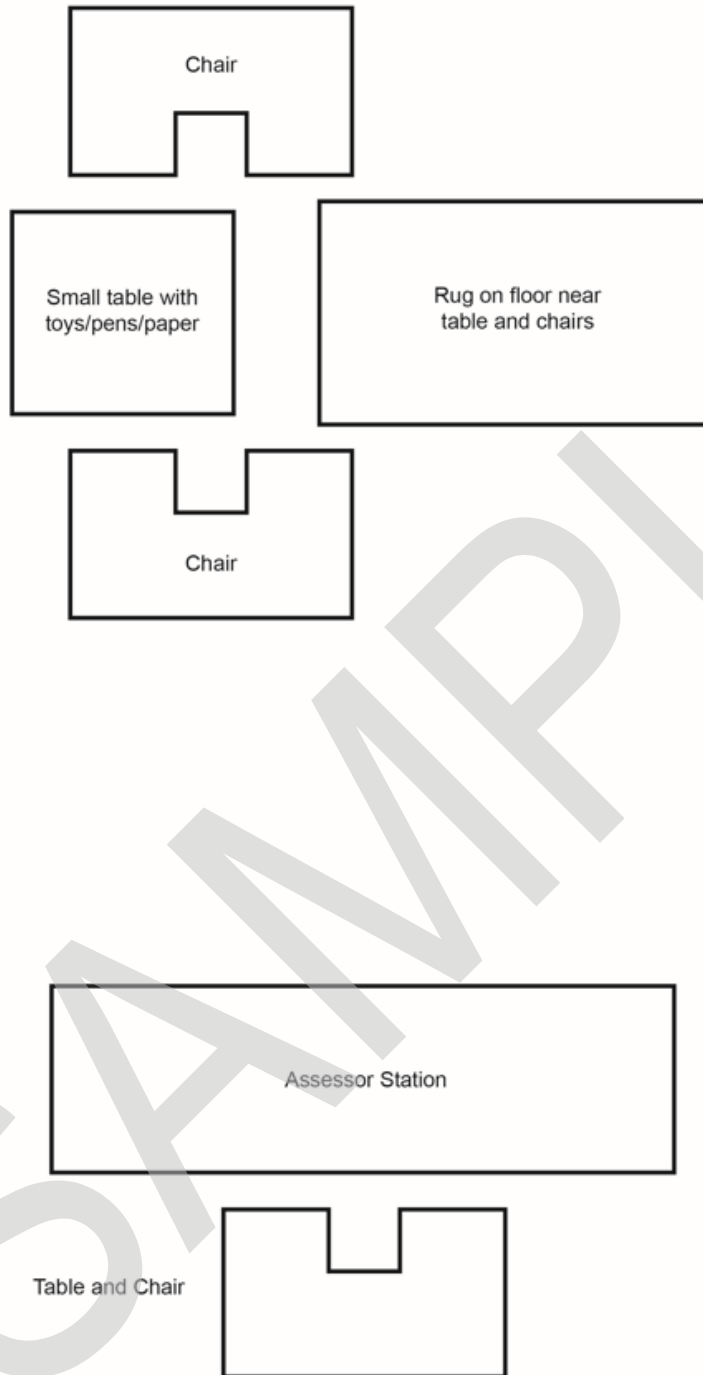 Chair
Small table with
toys/pens/paper
Rug on floor near
table and chairs
Chair
Assessor Station
Table and Chair
SAMPL